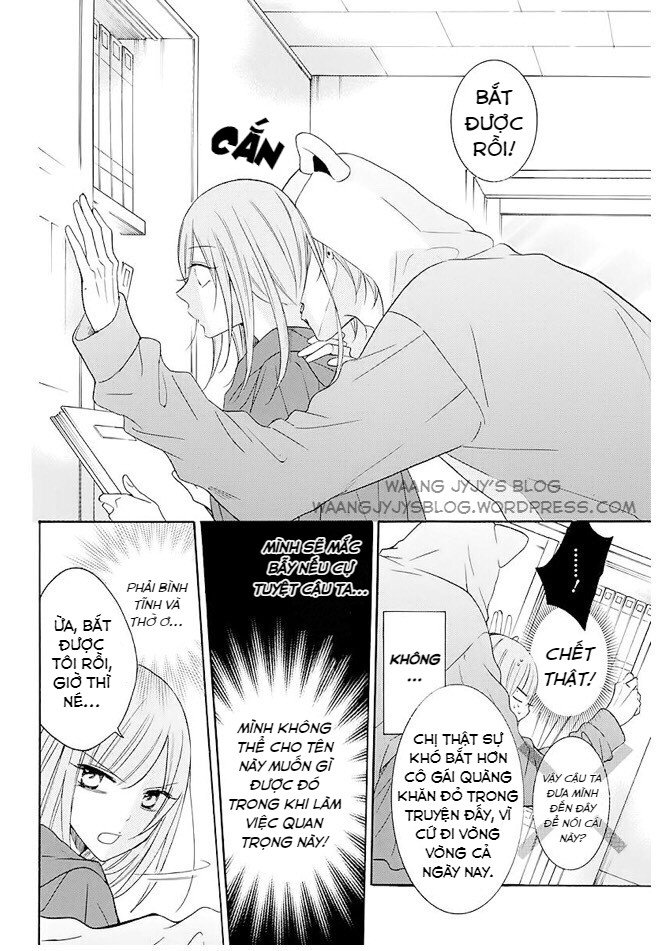 BẮT
ĐƯỢC
RỒI!
CẮN
WAANG JYJY'S BLOG
WAANGJYJYSBLOG.WORDPRESS.COM
..........
CHẾT
THẬT!
KHÔNG
...
CHỊ THẬT SỰ
KHÓ BẮT HƠN
CÔ GÁI QUÀNG
KHĂN ĐỎ TRONG
TRUYỆN ĐẤY, VÌ
CỨ ĐI VÒNG
VÒNG CẢ
NGÀY NAY.
VẬY CẬU TA
ĐƯA MÌNH
ĐẾN ĐÂY
ĐỂ NÓI CÁI
NÀY?
MÌNH SẼ MẮC
BẪY NẾU CỰ
TUYỆT CẬU TA...
MÌNH KHÔNG
THỂ CHO TÊN
NÀY MUỐN GÌ
ĐƯỢC ĐÓ
TRONG KHI LÀM
VIỆC QUAN
TRỌNG NÀY!
PHẢI BÌNH
TĨNH VÀ
THỜ Ơ...
ỪA, BẮT
ĐƯỢC
TÔI RỒI,
GIỜ THÌ
NÉ...